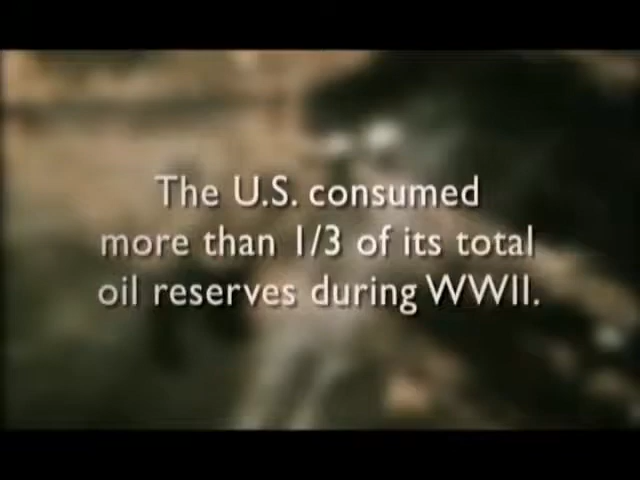 The U.S. consumed
more than 1/3 of its total
oil reserves during WWII.